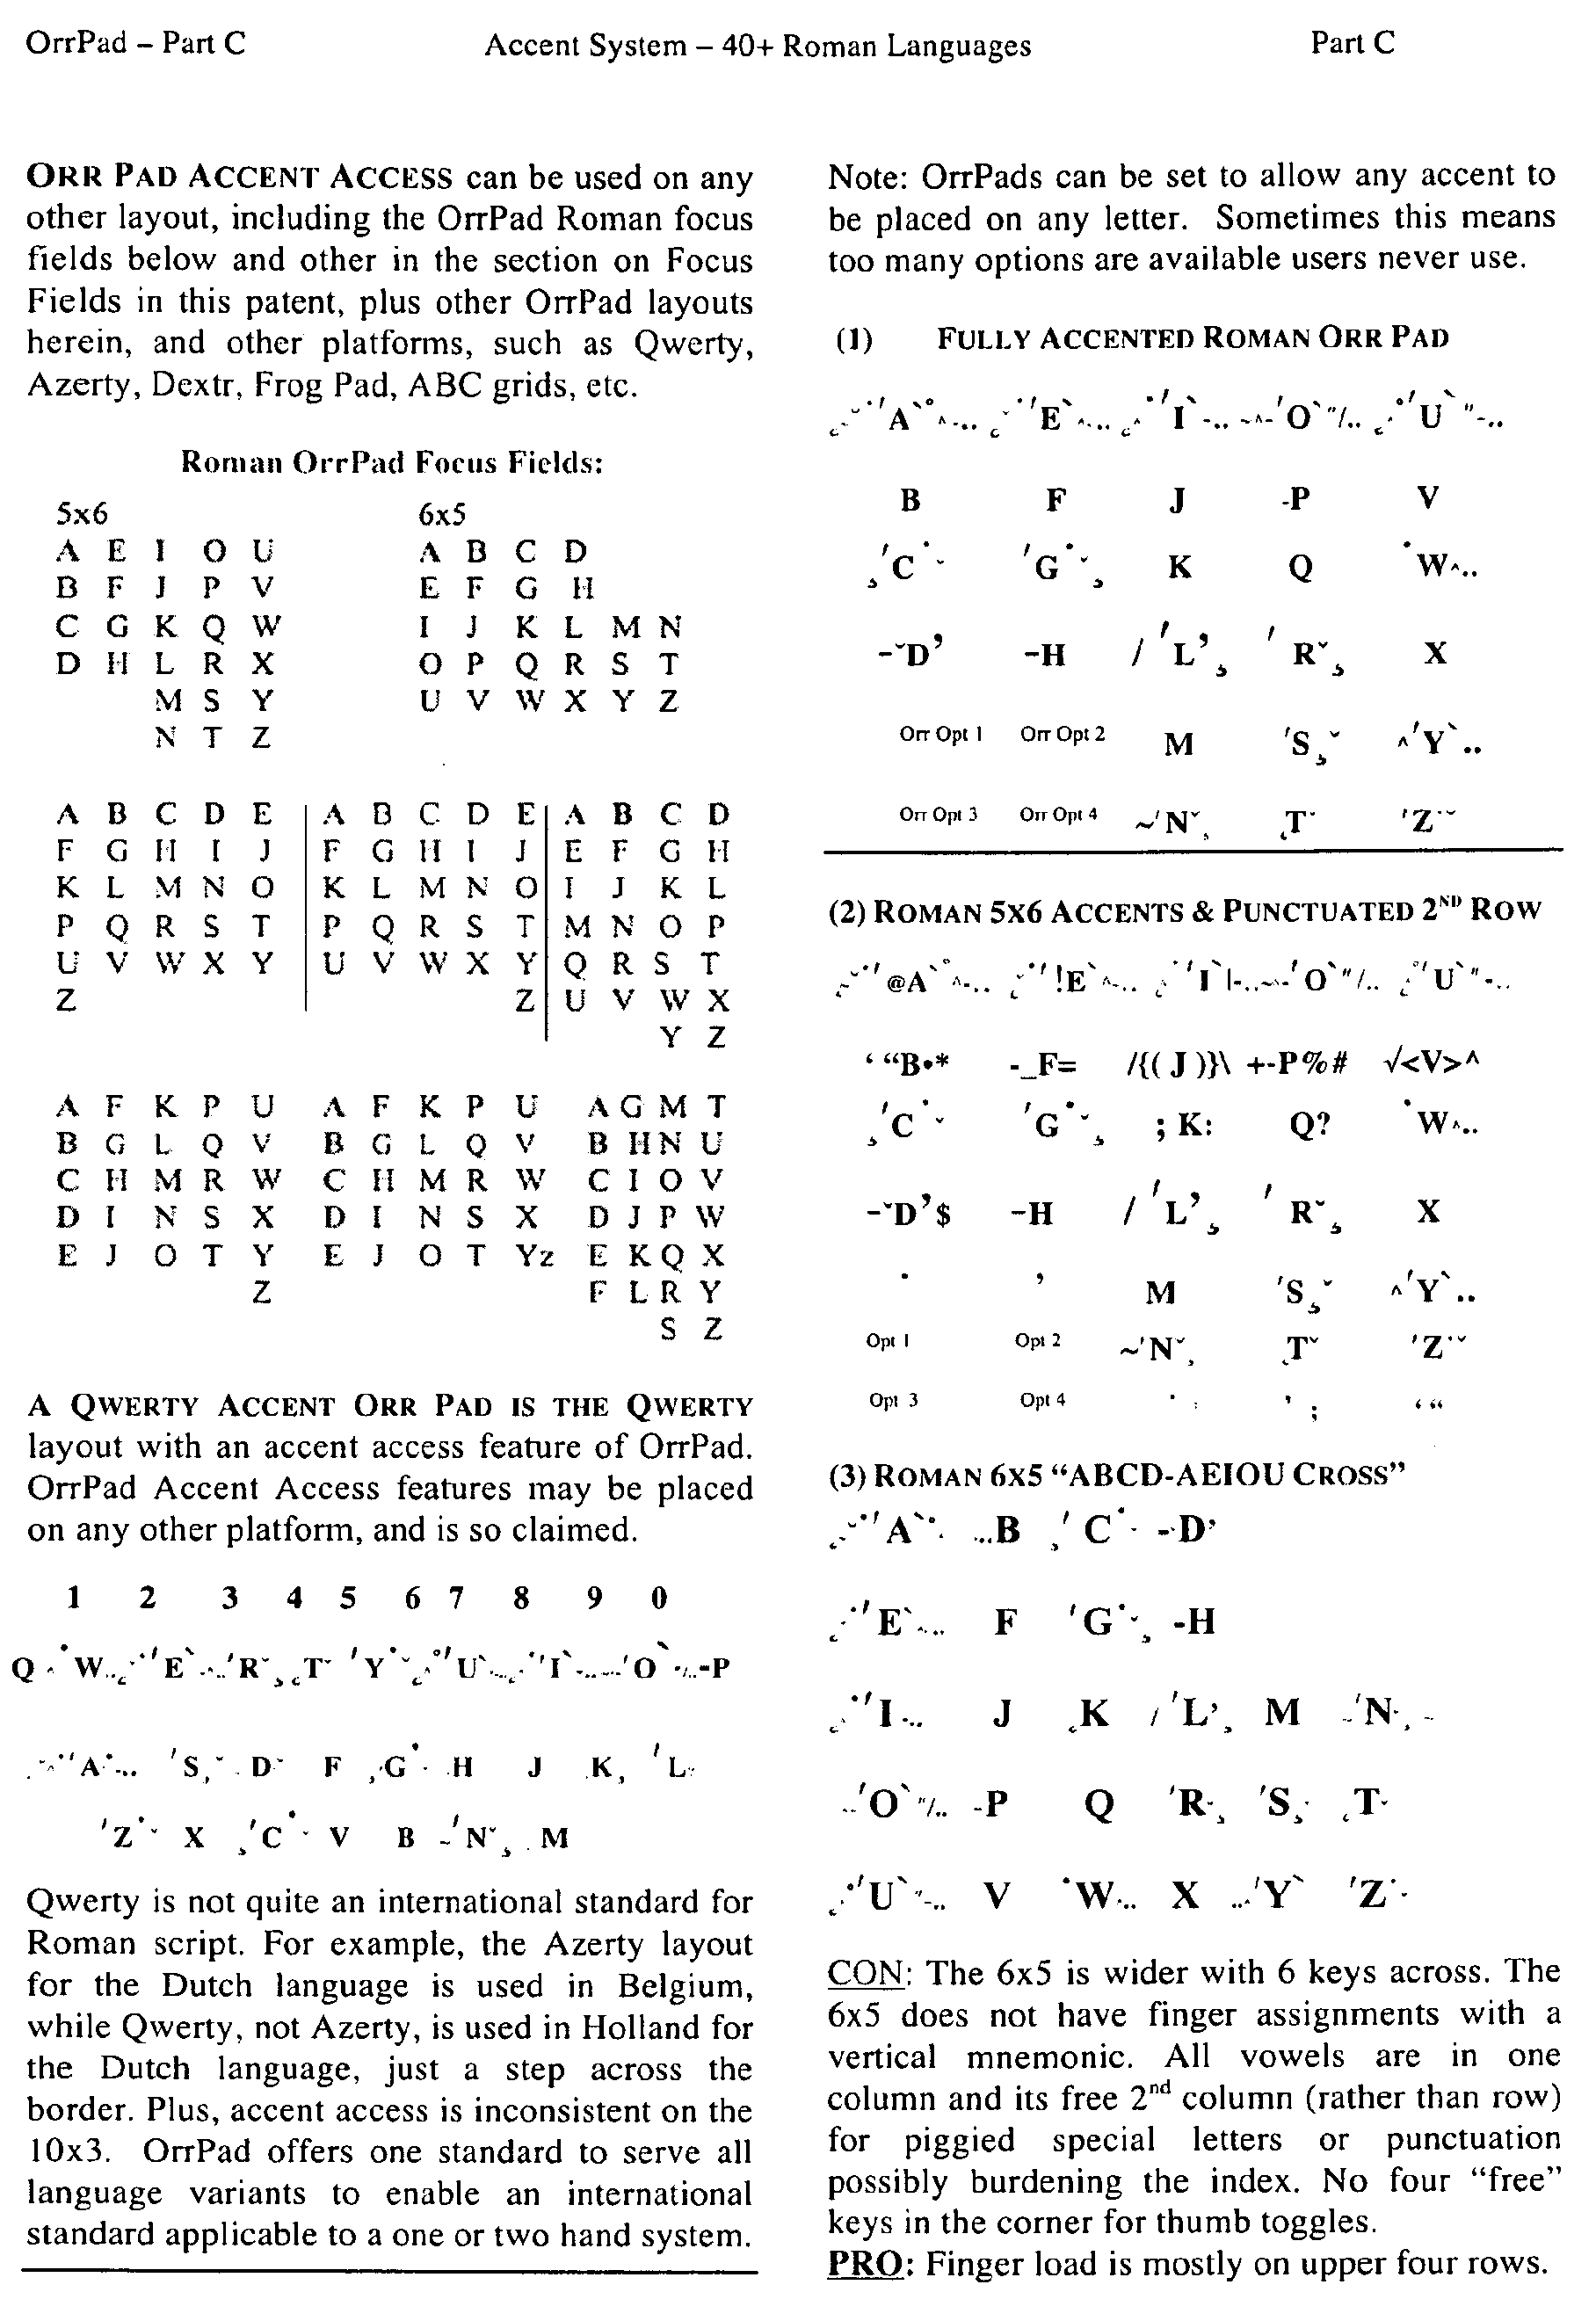 OrrPad – Part C
Accent System – 40+ Roman Languages
Part C
ORR PAD ACCENT ACCESS can be used on any
other layout, including the OrrPad Roman focus
fields below and other in the section on Focus
Fields in this patent, plus other OrrPad layouts
herein, and other platforms, such as Qwerty,
Azerty, Dextr, Frog Pad, ABC grids, etc.
Roman OrrPad Focus Fields:
5x6 6x5
A E I O U A B C D
B F J P V E F G H
C G K Q W I J K L M N
D H L R X O P Q R S T
M S Y U V W X Y Z
N T Z
A B C D E A B C D E A B C D
F G H I J F G H I J E F G H
K L M N O K L M N O I J K L
P Q R S T P Q R S T M N O P
U V W X Y U V W X Y Q R S T
Z Z U V W X
Y Z
A F K P U A F K P U A G M T
B G L Q V B G L Q V B H N U
C H M R W C H M R W C I O V
D I N S X D I N S X D J P W
E J O T Y E J O T Yz E K Q X
Z F L R Y
S Z
A QWERTY ACCENT ORR PAD IS THE QWERTY
layout with an accent access feature of OrrPad.
OrrPad Accent Access features may be placed
on any other platform, and is so claimed.
1 2 3 4 5 6 7 8 9 0
Q W E R T Y U I O P
A S D F G H J K L
Z X C V B N M
Qwerty is not quite an international standard for
Roman script. For example, the Azerty layout
for the Dutch language is used in Belgium,
while Qwerty, not Azerty, is used in Holland for
the Dutch language, just a step across the
border. Plus, accent access is inconsistent on the
10x3. OrrPad offers one standard to serve all
language variants to enable an international
standard applicable to a one or two hand system.
Note: OrrPads can be set to allow any accent to
be placed on any letter. Sometimes this means
too many options are available users never use.
(1) FULLY ACCENTED ROMAN ORR PAD
A E I O U
B F J -P V
C G K Q W
D -H L R X
Orr Opt 1 Orr Opt 2 M S Y
Orr Opt 3 Orr Opt 4 N T Z
(2) ROMAN 5X6 ACCENTS & PUNCTUATED 2ND ROW
@A !E I O U
‘ “B•* -_F= /{( J )}\ +-P%# √<V>^
C G ; K: Q? W
D’$ -H L R X
. , M S Y
Opt 1 Opt 2 N T Z
Opt 3 Opt 4 . : ' ; ‘ “
(3) ROMAN 6X5 “ABCD-AEIOU CROSS”
A B C D
E F G -H
I J K L M N
O -P Q R S T
U V W X Y Z
CON: The 6x5 is wider with 6 keys across. The
6x5 does not have finger assignments with a
vertical mnemonic. All vowels are in one
column and its free 2nd column (rather than row)
for piggied special letters or punctuation
possibly burdening the index. No four “free”
keys in the corner for thumb toggles.
PRO: Finger load is mostly on upper four rows.